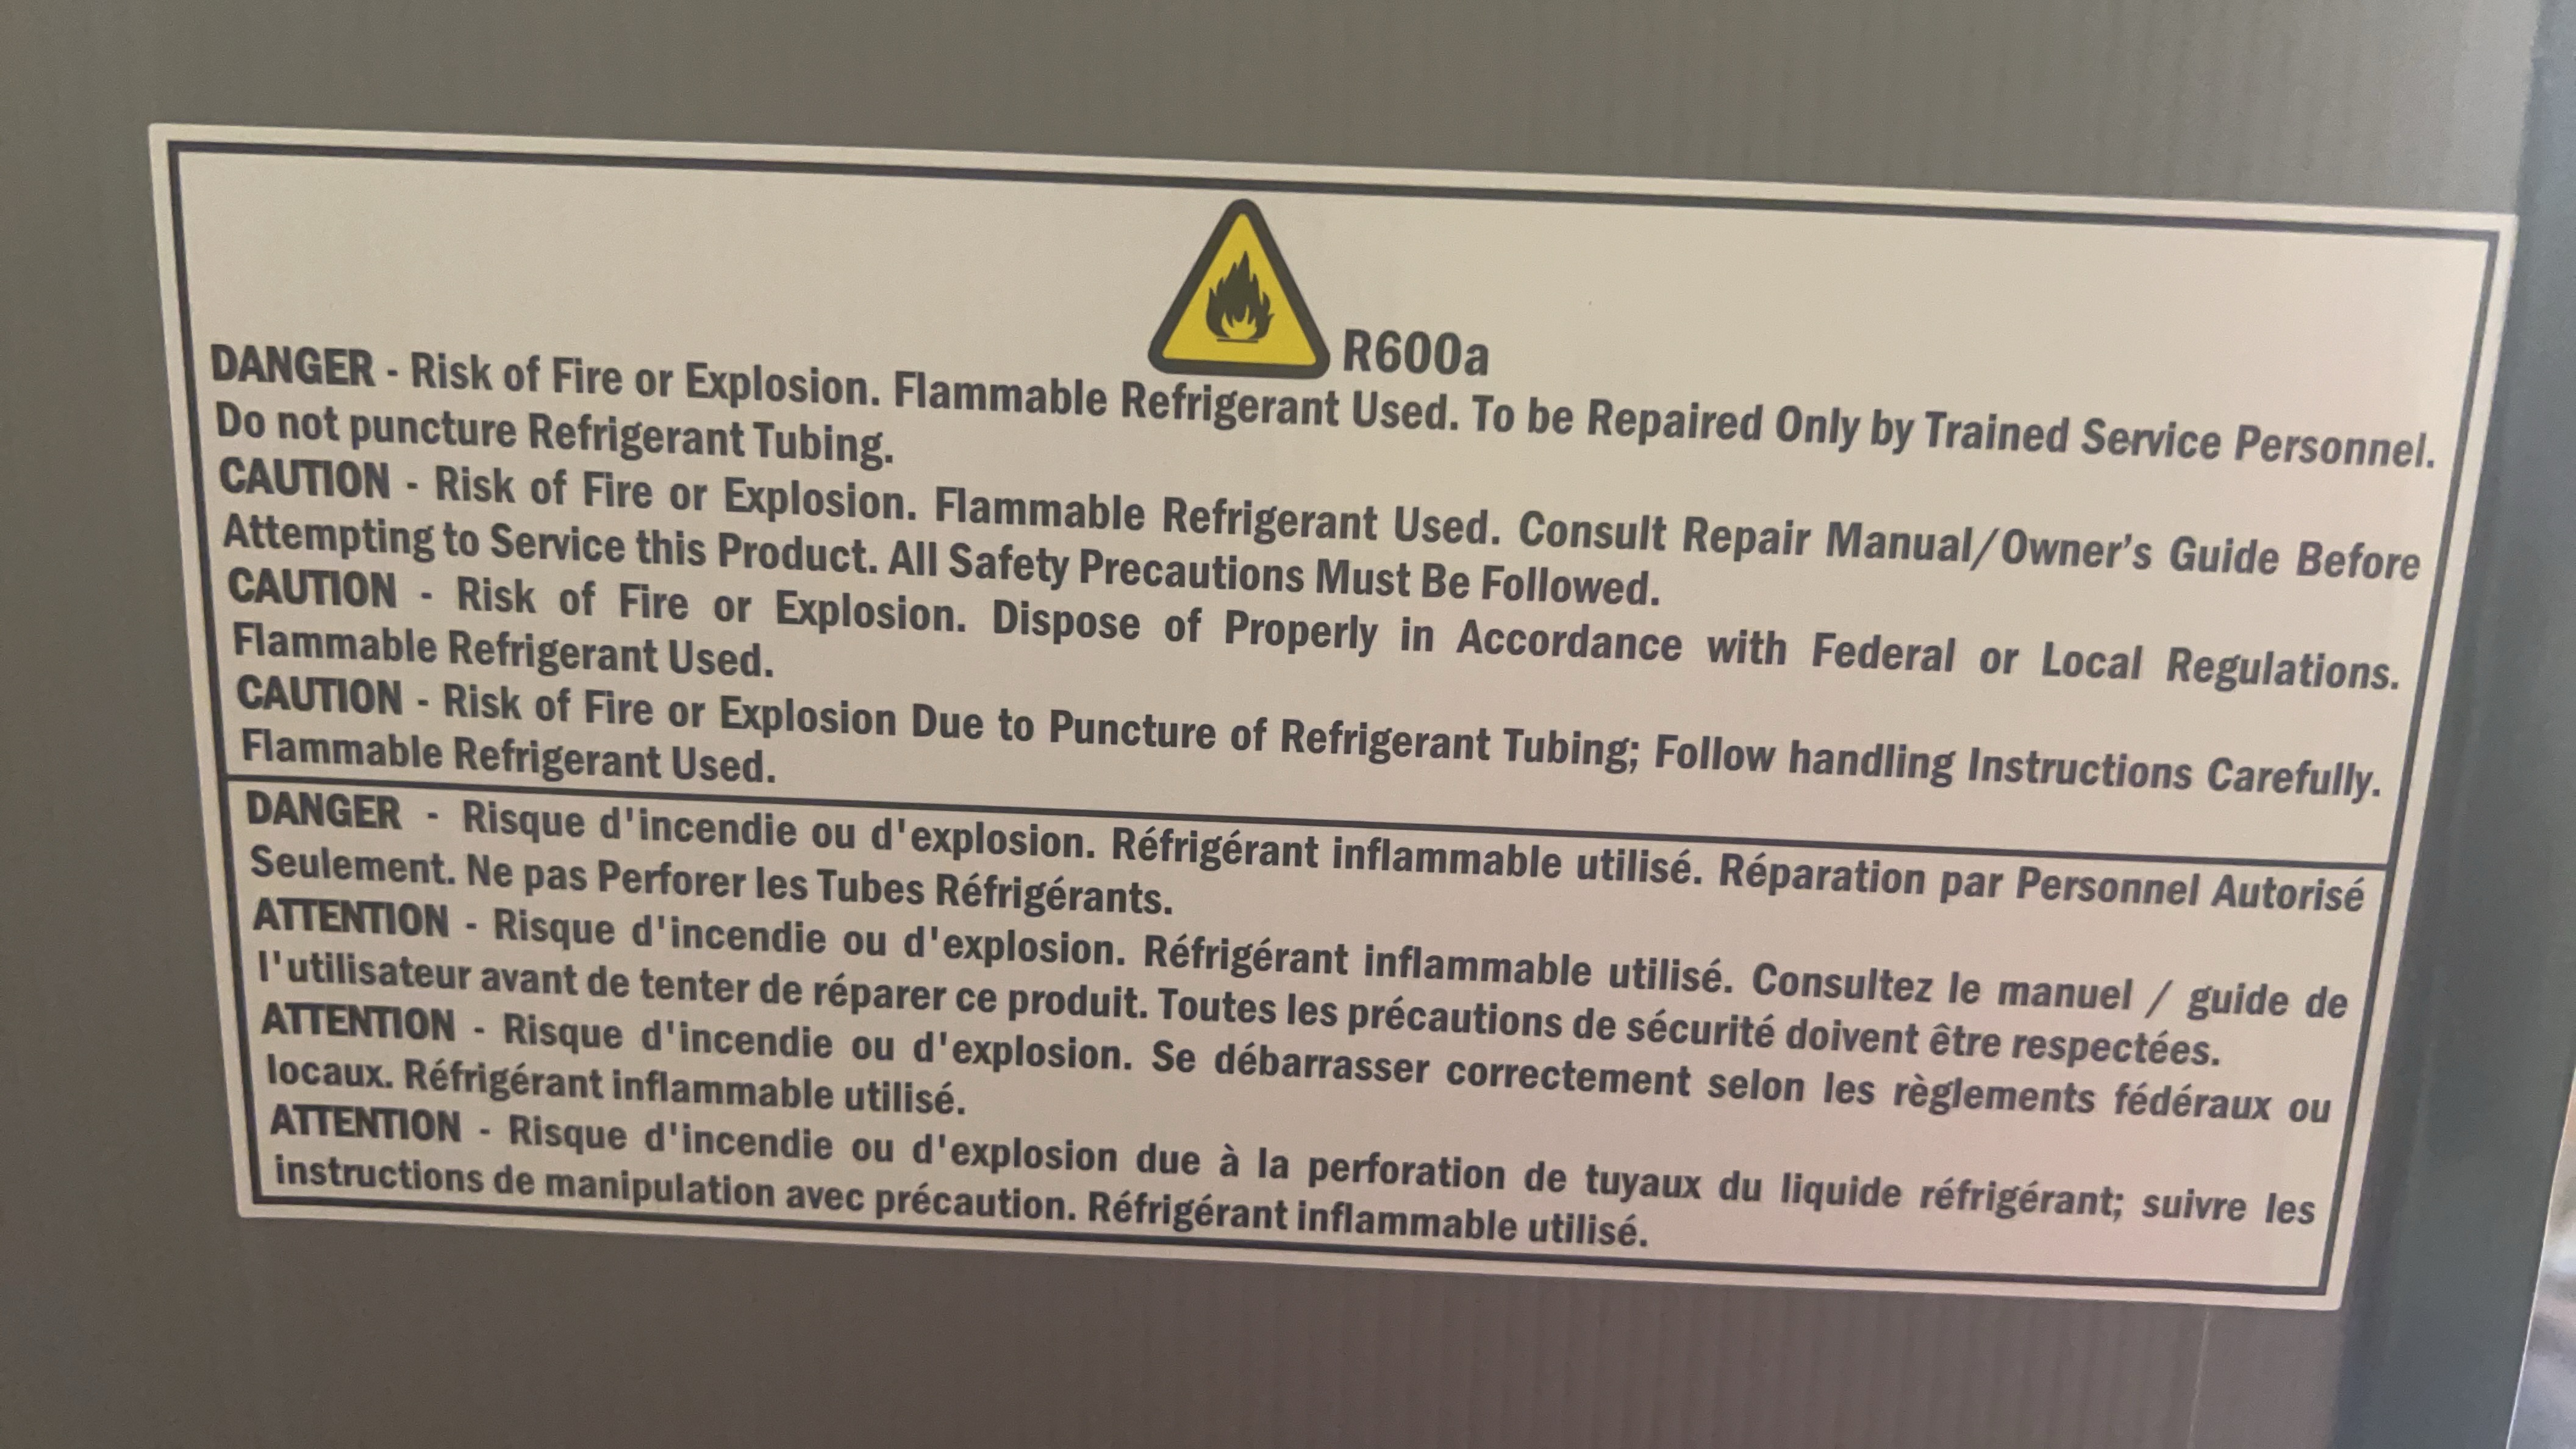 R600a
DANGER - Risk of Fire or Explosion. Flammable Refrigerant Used. To be Repaired Only by Trained Service Personnel.
Do not puncture Refrigerant Tubing.
CAUTION - Risk of Fire or Explosion. Flammable Refrigerant Used. Consult Repair Manual/Owner's Guide Before
Attempting to Service this Product. All Safety Precautions Must Be Followed.
CAUTION - Risk of Fire or Explosion. Dispose of Properly in Accordance with Federal or Local Regulations.
Flammable Refrigerant Used.
CAUTION - Risk of Fire or Explosion Due to Puncture of Refrigerant Tubing; Follow handling Instructions Carefully.
Flammable Refrigerant Used.
DANGER - Risque d'incendie ou d'explosion. Réfrigérant inflammable utilisé. Réparation par Personnel Autorisé
Seulement. Ne pas Perforer les Tubes Réfrigérants.
ATTENTION - Risque d'incendie ou d'explosion. Réfrigérant inflammable utilisé. Consultez le manuel / guide de
l'utilisateur avant de tenter de réparer ce produit. Toutes les précautions de sécurité doivent être respectées.
ATTENTION - Risque d'incendie ou d'explosion. Se débarrasser correctement selon les règlements fédéraux ou
locaux. Réfrigérant inflammable utilisé.
ATTENTION - Risque d'incendie ou d'explosion due à la perforation de tuyaux du liquide réfrigérant; suivre les
instructions de manipulation avec précaution. Réfrigérant inflammable utilisé.